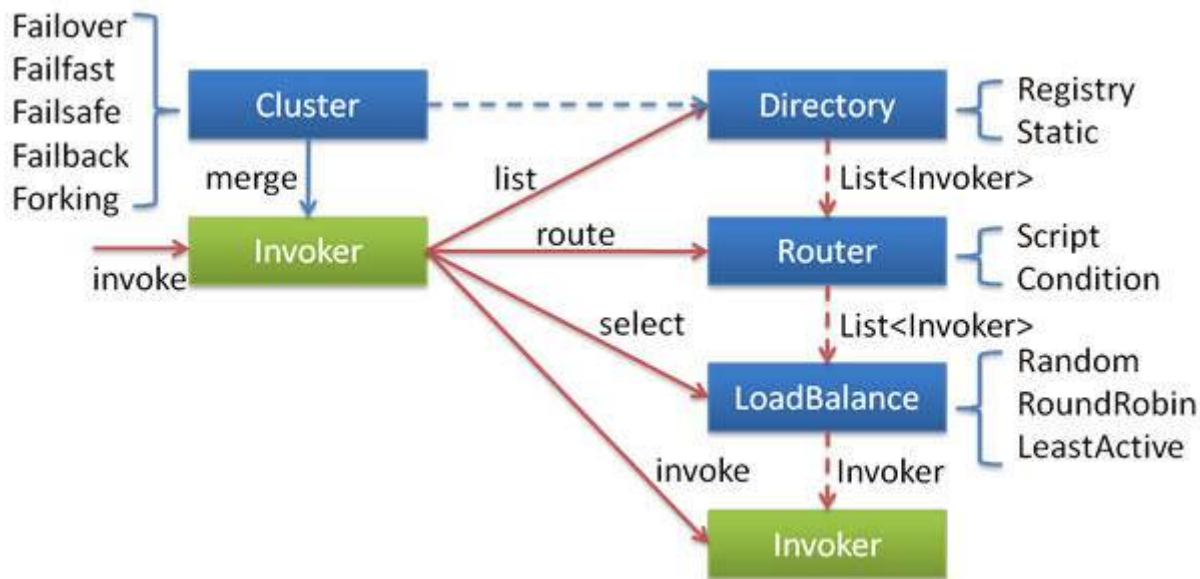 Failover
Failfast
Failsafe
Failback
Forking
Cluster
Directory
Registry
Static
merge
list
List<Invoker>
invoke
Invoker
route
Router
Script
Condition
select
List<Invoker>
LoadBalance
Random
RoundRobin
LeastActive
invoke
Invoker
Invoker